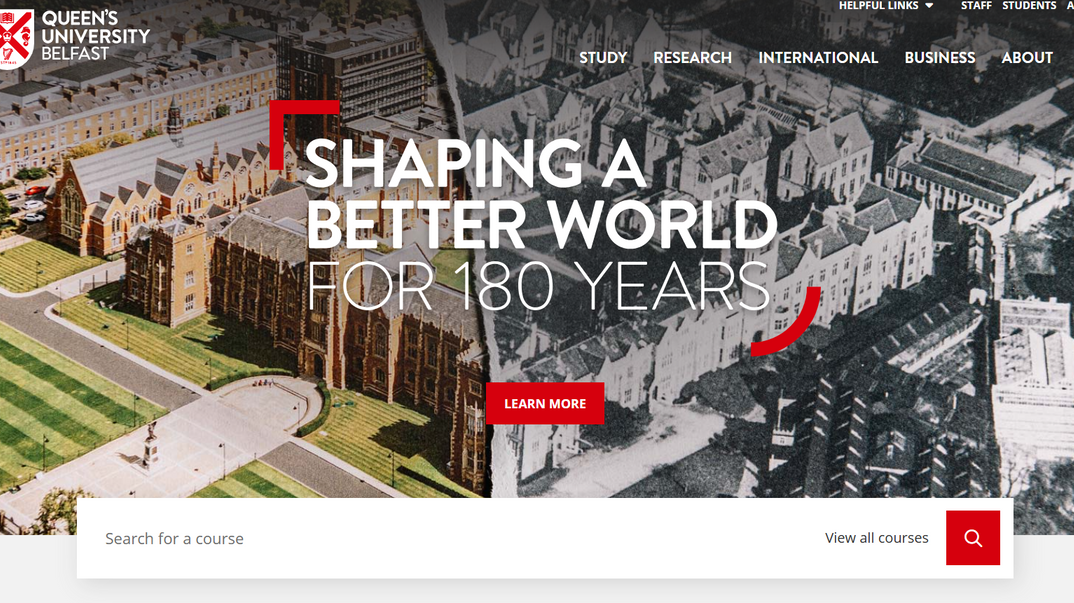 QUEEN'S
UNIVERSITY
BELFAST
HELPFUL LINKS
STAFF
STUDENTS
A
STUDY
RESEARCH
INTERNATIONAL
BUSINESS
ABOUT
SHAPING A
BETTER WORLD
FOR 180 YEARS
LEARN MORE
Search for a course
View all courses